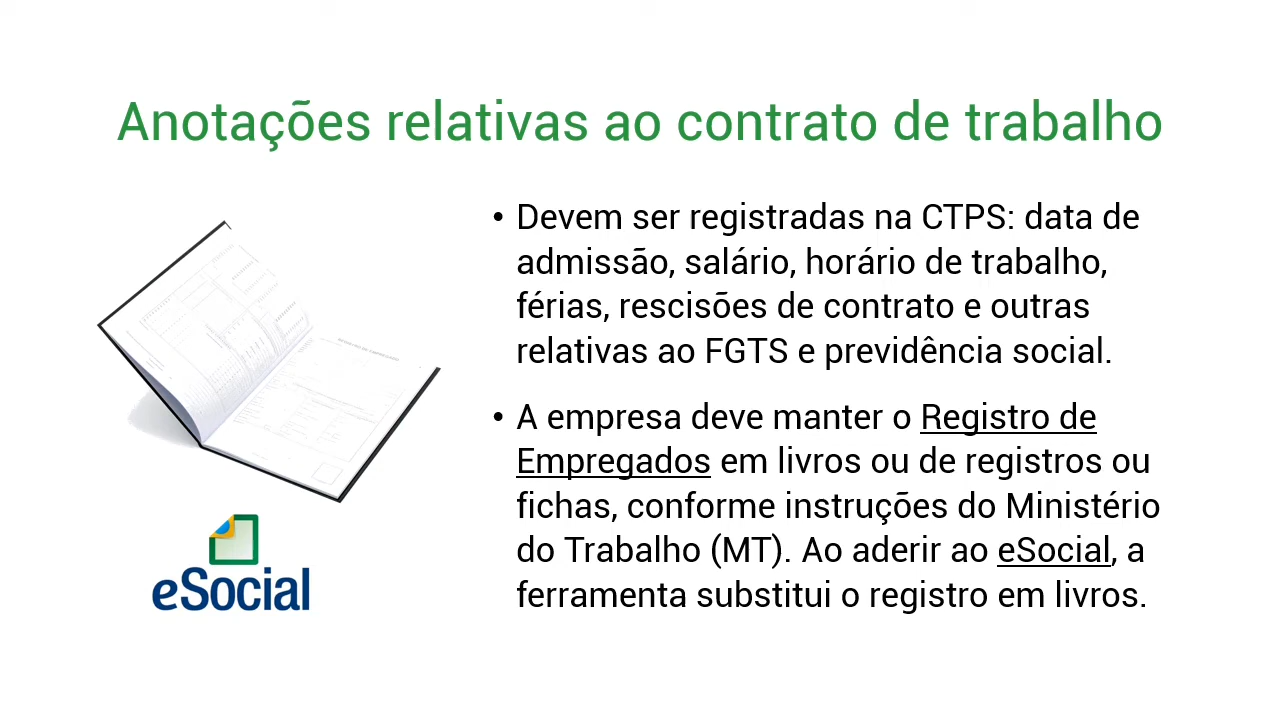 Anotações relativas ao contrato de trabalho
• Devem ser registradas na CTPS: data de
admissão, salário, horário de trabalho,
férias, rescisões de contrato e outras
relativas ao FGTS e previdência social.
• A empresa deve manter o Registro de
Empregados em livros ou de registros ou
fichas, conforme instruções do Ministério
do Trabalho (MT). Ao aderir ao eSocial, a
ferramenta substitui o registro em livros.
eSocial